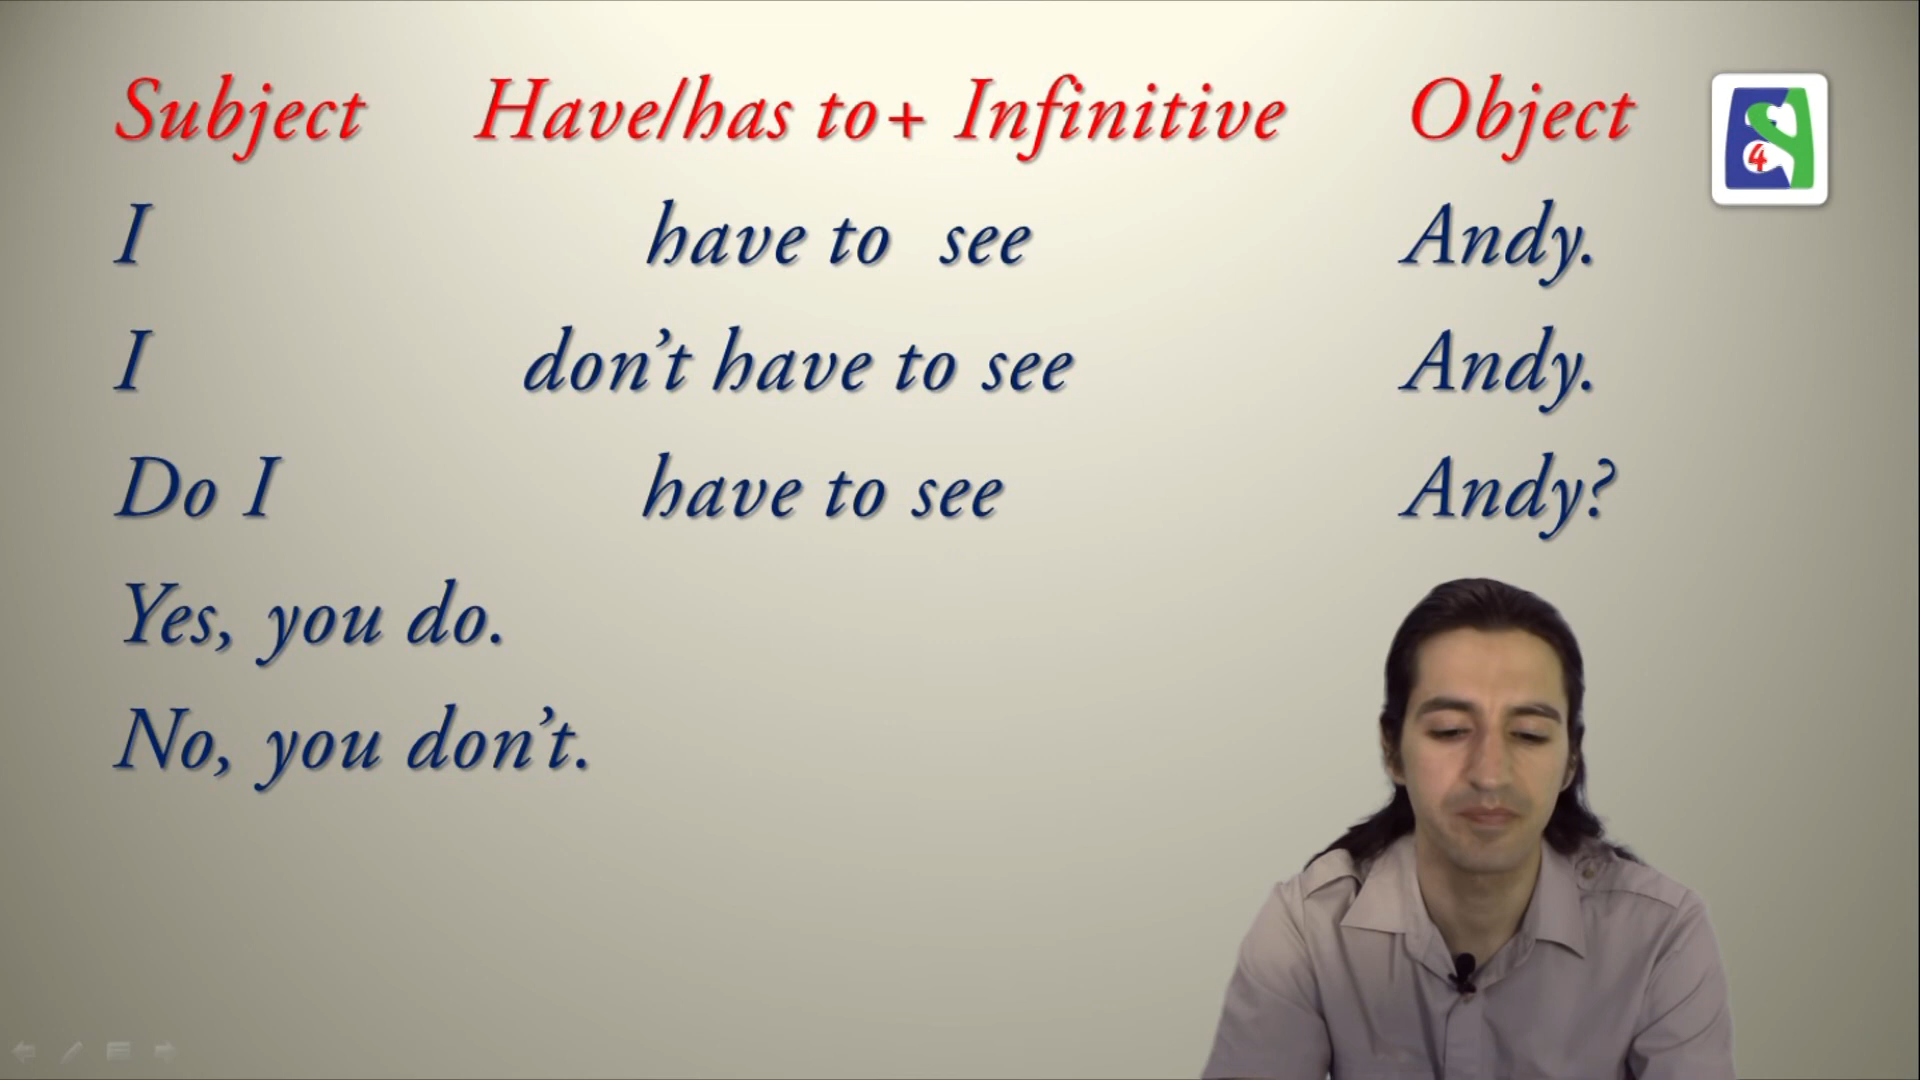 Subject Have/has to+ Infinitive Object
I have to see Andy.
I don't have to see Andy.
Do I have to see Andy?
Yes, you do.
No, you don't.
4